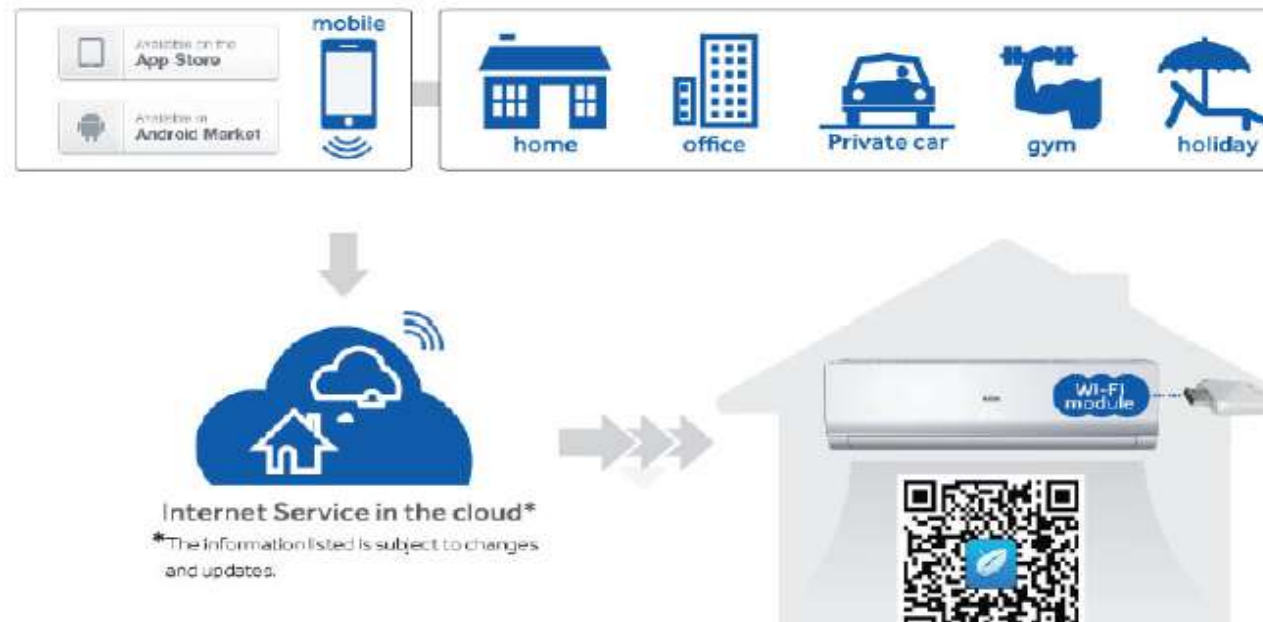 mobile
Available on the
App Store
Available in
Android Market
home
office
Private car
gym
holiday
Wi-Fi
module
Internet Service in the cloud*
*The information listed is subject to changes
and updates.